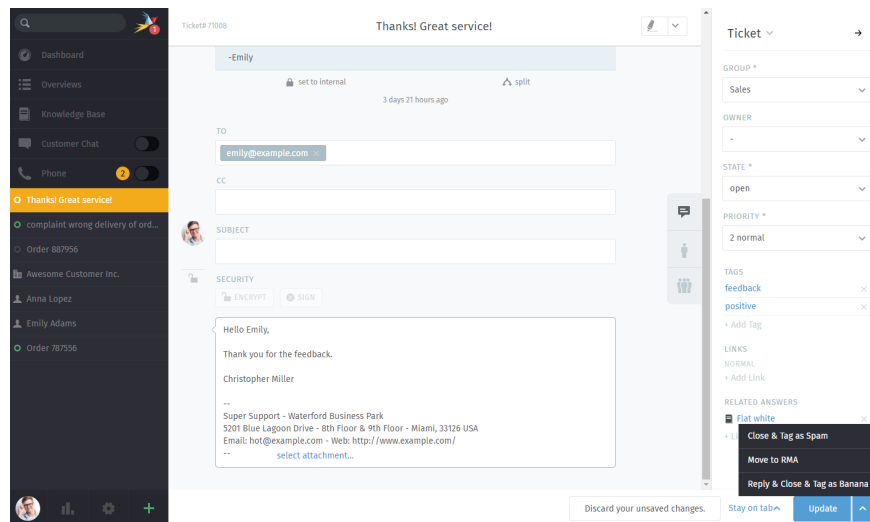 1
Dashboard
Overviews
Knowledge Base
Customer Chat
Phone
2
Thanks! Great service!
complaint wrong delivery of ord...
Order 887956
Awesome Customer Inc.
Anna Lopez
Emily Adams
Order 787556
Ticket# 71008
Thanks! Great service!
-Emily
set to internal
split
3 days 21 hours ago
TO
emily@example.com ×
CC
SUBJECT
SECURITY
ENCRYPT
SIGN
Hello Emily,
Thank you for the feedback.
Christopher Miller
--
Super Support - Waterford Business Park
5201 Blue Lagoon Drive - 8th Floor & 9th Floor - Miami, 33126 USA
Email: hot@example.com - Web: http://www.example.com/
--
select attachment...
Ticket
GROUP *
Sales
OWNER
-
STATE *
open
PRIORITY *
2 normal
TAGS
feedback
positive
+ Add Tag
LINKS
NORMAL
+ Add Link
RELATED ANSWERS
Flat white
Close & Tag as Spam
Move to RMA
Reply & Close & Tag as Banana
Discard your unsaved changes.
Stay on tab
Update